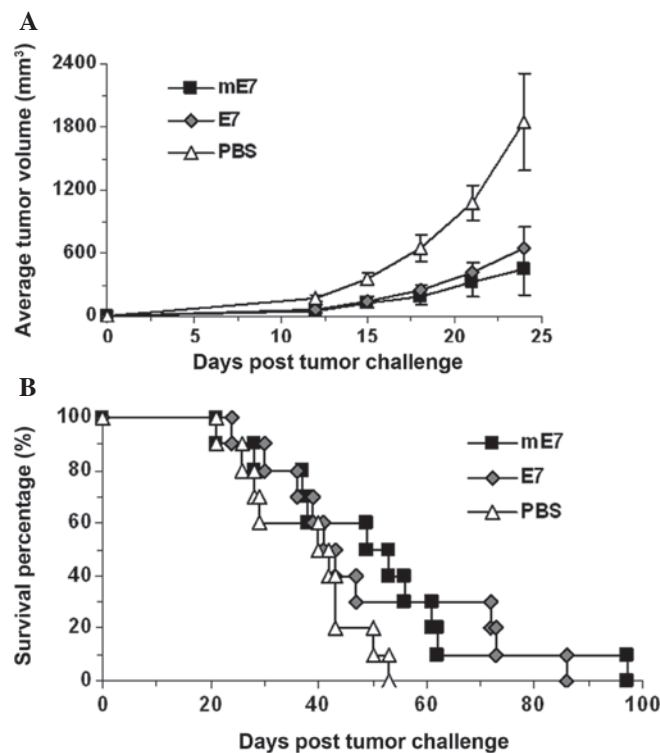 A
Average tumor volume (mm³)
2400
1800
1200
600
0
mE7
E7
PBS
0 5 10 15 20 25
Days post tumor challenge
B
Survival percentage (%)
100
80
60
40
20
0
mE7
E7
PBS
0 20 40 60 80 100
Days post tumor challenge